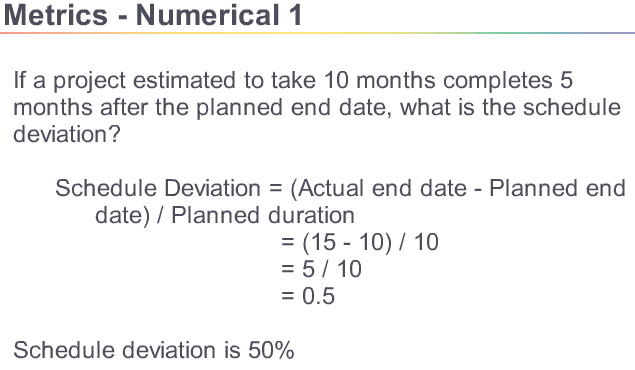 Metrics - Numerical 1
If a project estimated to take 10 months completes 5
months after the planned end date, what is the schedule
deviation?
Schedule Deviation = (Actual end date - Planned end
date) / Planned duration
= (15 - 10) / 10
= 5 / 10
= 0.5
Schedule deviation is 50%